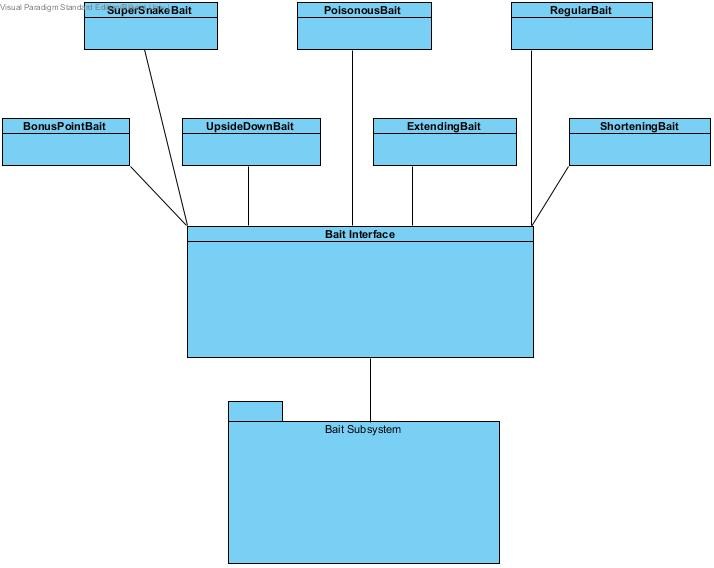 Visual Paradigm Standard Edition
SuperSnakeBait
PoisonousBait
RegularBait
BonusPointBait
UpsideDownBait
ExtendingBait
ShorteningBait
Bait Interface
Bait Subsystem